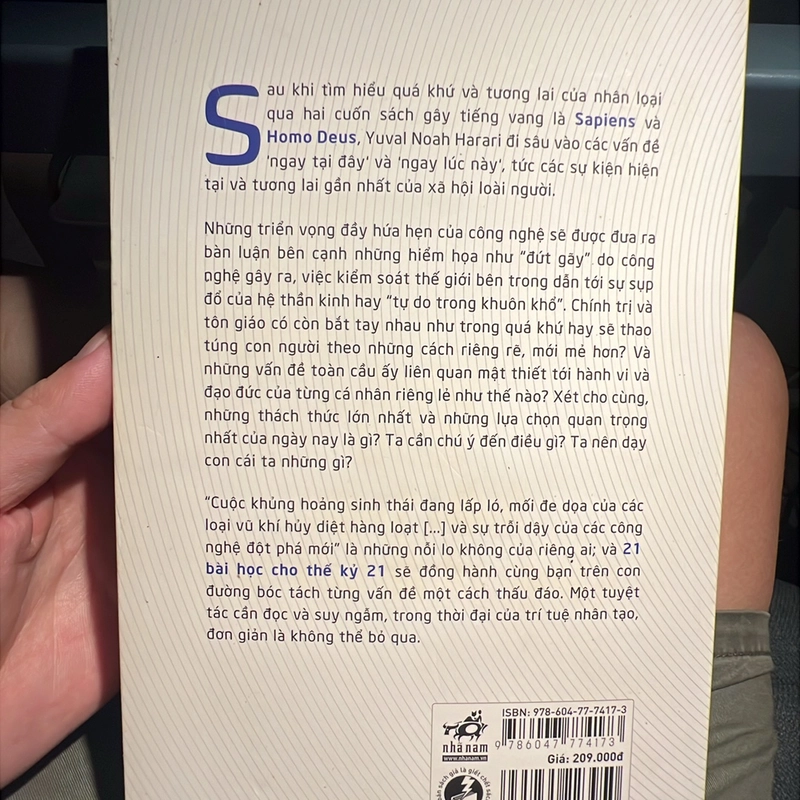 Sau khi tìm hiểu quá khứ và tương lai của nhân loại
qua hai cuốn sách gây tiếng vang là Sapiens và
Homo Deus, Yuval Noah Harari đi sâu vào các vấn đề
'ngay tại đây' và 'ngay lúc này', tức các sự kiện hiện
tại và tương lai gần nhất của xã hội loài người.
Những triển vọng đầy hứa hẹn của công nghệ sẽ được đưa ra
bàn luận bên cạnh những hiểm họa như "đứt gãy" do công
nghệ gây ra, việc kiểm soát thế giới bên trong dẫn tới sự sụp
đổ của hệ thần kinh hay "tự do trong khuôn khổ". Chính trị và
tôn giáo có còn bắt tay nhau như trong quá khứ hay sẽ thao
túng con người theo những cách riêng rẽ, mới mẻ hơn? Và
những vấn đề toàn cầu ấy liên quan mật thiết tới hành vi và
đạo đức của từng cá nhân riêng lẻ như thế nào? Xét cho cùng,
những thách thức lớn nhất và những lựa chọn quan trọng
nhất của ngày nay là gì? Ta cần chú ý đến điều gì? Ta nên dạy
con cái ta những gì?
"Cuộc khủng hoảng sinh thái đang lấp ló, mối đe dọa của các
loại vũ khí hủy diệt hàng loạt [...] và sự trỗi dậy của các công
nghệ đột phá mới" là những nỗi lo không của riêng ai; và 21
bài học cho thế kỷ 21 sẽ đồng hành cùng bạn trên con
đường bóc tách từng vấn đề một cách thấu đáo. Một tuyệt
tác cần đọc và suy ngẫm, trong thời đại của trí tuệ nhân tạo,
đơn giản là không thể bỏ qua.
ISBN: 978-604-77-7417-3
nhã nam
www.nhanam.vn
9 786047 774173
Giá: 209.000đ